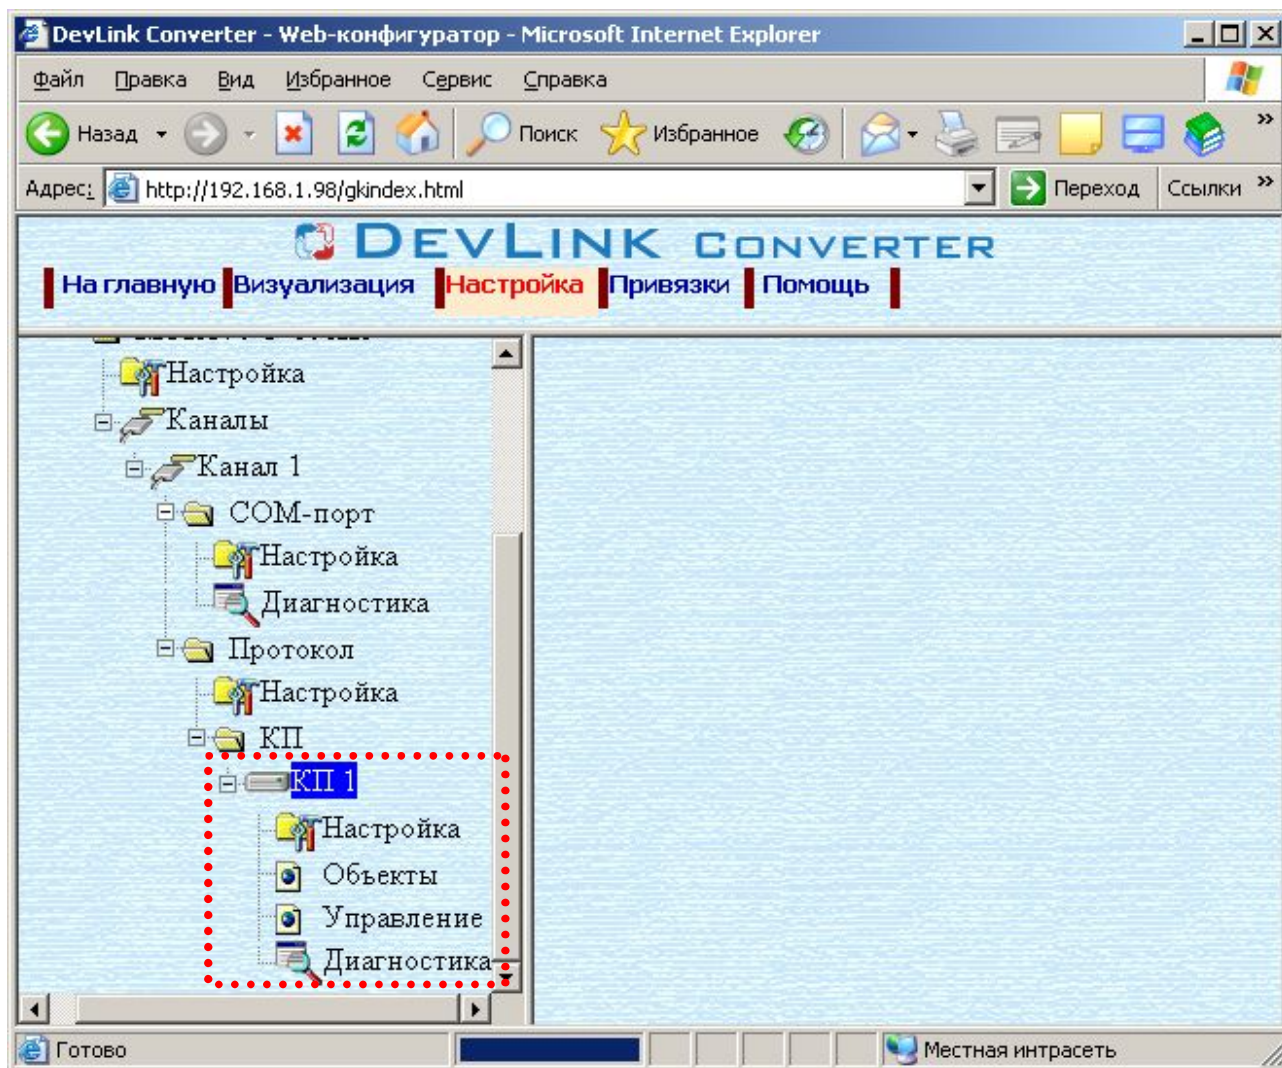 DevLink Converter - Web-конфигуратор - Microsoft Internet Explorer
Файл Правка Вид Избранное Сервис Справка
Назад Поиск Избранное »
Адрес: http://192.168.1.98/gkindex.html Переход Ссылки »
DEVLINK CONVERTER
На главную Визуализация Настройка Привязки Помощь
Настройка
Каналы
Канал 1
COM-порт
Настройка
Диагностика
Протокол
Настройка
КП
КП 1
Настройка
Объекты
Управление
Диагностика
Готово Местная интрасеть